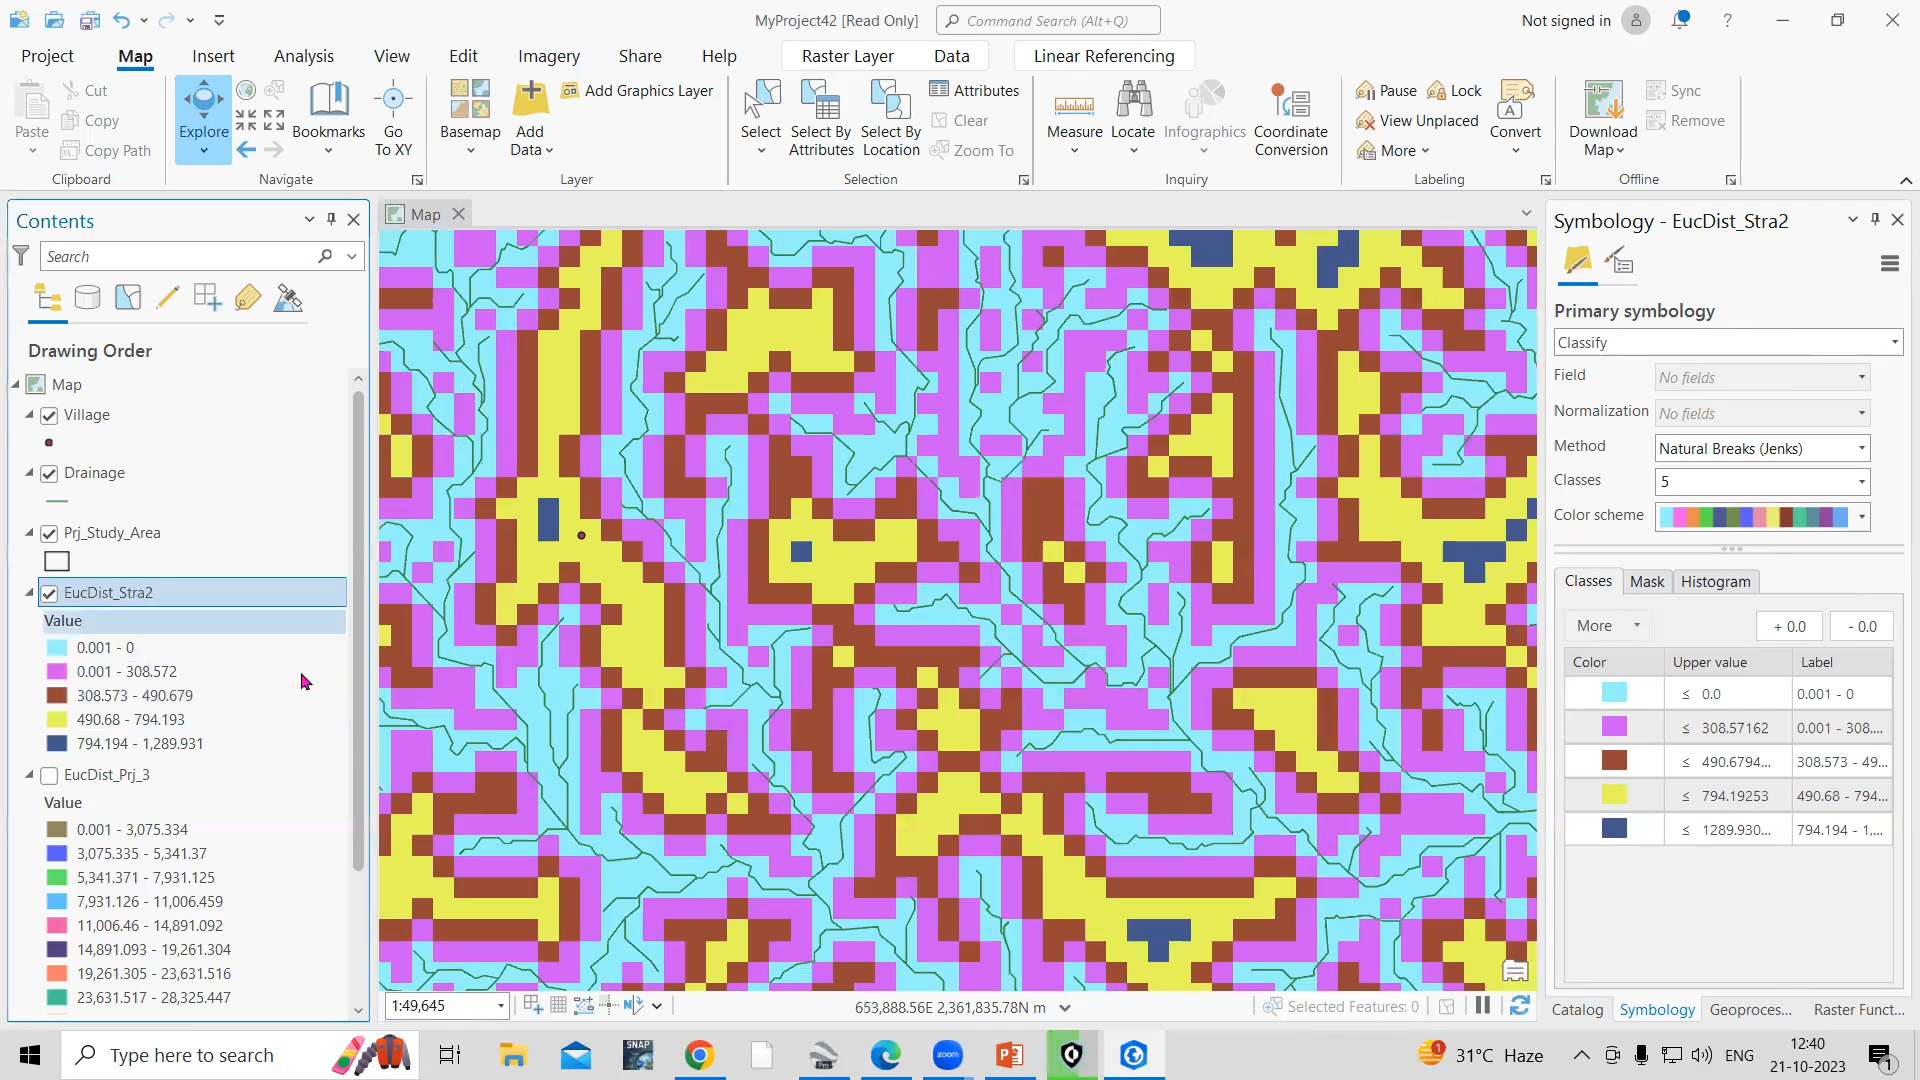 MyProject42 [Read Only]
Command Search (Alt+Q)
Not signed in
?
Project
Map
Insert
Analysis
View
Edit
Imagery
Share
Help
Raster Layer
Data
Linear Referencing
Paste
Cut
Copy
Copy Path
Clipboard
Explore
Bookmarks
Go
To XY
Navigate
Basemap
Add
Data
Add Graphics Layer
Layer
Select
Select By
Attributes
Select By
Location
Attributes
Clear
Zoom To
Selection
Measure
Locate
Infographics
Coordinate
Conversion
Inquiry
Pause
Lock
View Unplaced
More
Convert
Labeling
Download
Map
Sync
Remove
Offline
Contents
Search
Drawing Order
Map
Village
Drainage
Prj_Study_Area
EucDist_Stra2
Value
0.001 - 0
0.001 - 308.572
308.573 - 490.679
490.68 - 794.193
794.194 - 1,289.931
EucDist_Prj_3
Value
0.001 - 3,075.334
3,075.335 - 5,341.37
5,341.371 - 7,931.125
7,931.126 - 11,006.459
11,006.46 - 14,891.092
14,891.093 - 19,261.304
19,261.305 - 23,631.516
23,631.517 - 28,325.447
Map
1:49,645
653,888.56E 2,361,835.78N m
Selected Features: 0
Symbology - EucDist_Stra2
Primary symbology
Classify
Field
No fields
Normalization
No fields
Method
Natural Breaks (Jenks)
Classes
5
Color scheme
Classes
Mask
Histogram
More
+ 0.0
- 0.0
Color
Upper value
Label
≤ 0.0
0.001 - 0
≤ 308.57162
0.001 - 308....
≤ 490.6794...
308.573 - 49...
≤ 794.19253
490.68 - 794...
≤ 1289.930...
794.194 - 1,...
Catalog
Symbology
Geoproces...
Raster Funct...
Type here to search
SNAP
Pro
zoom
P
1
31°C Haze
ENG
12:40
21-10-2023
1